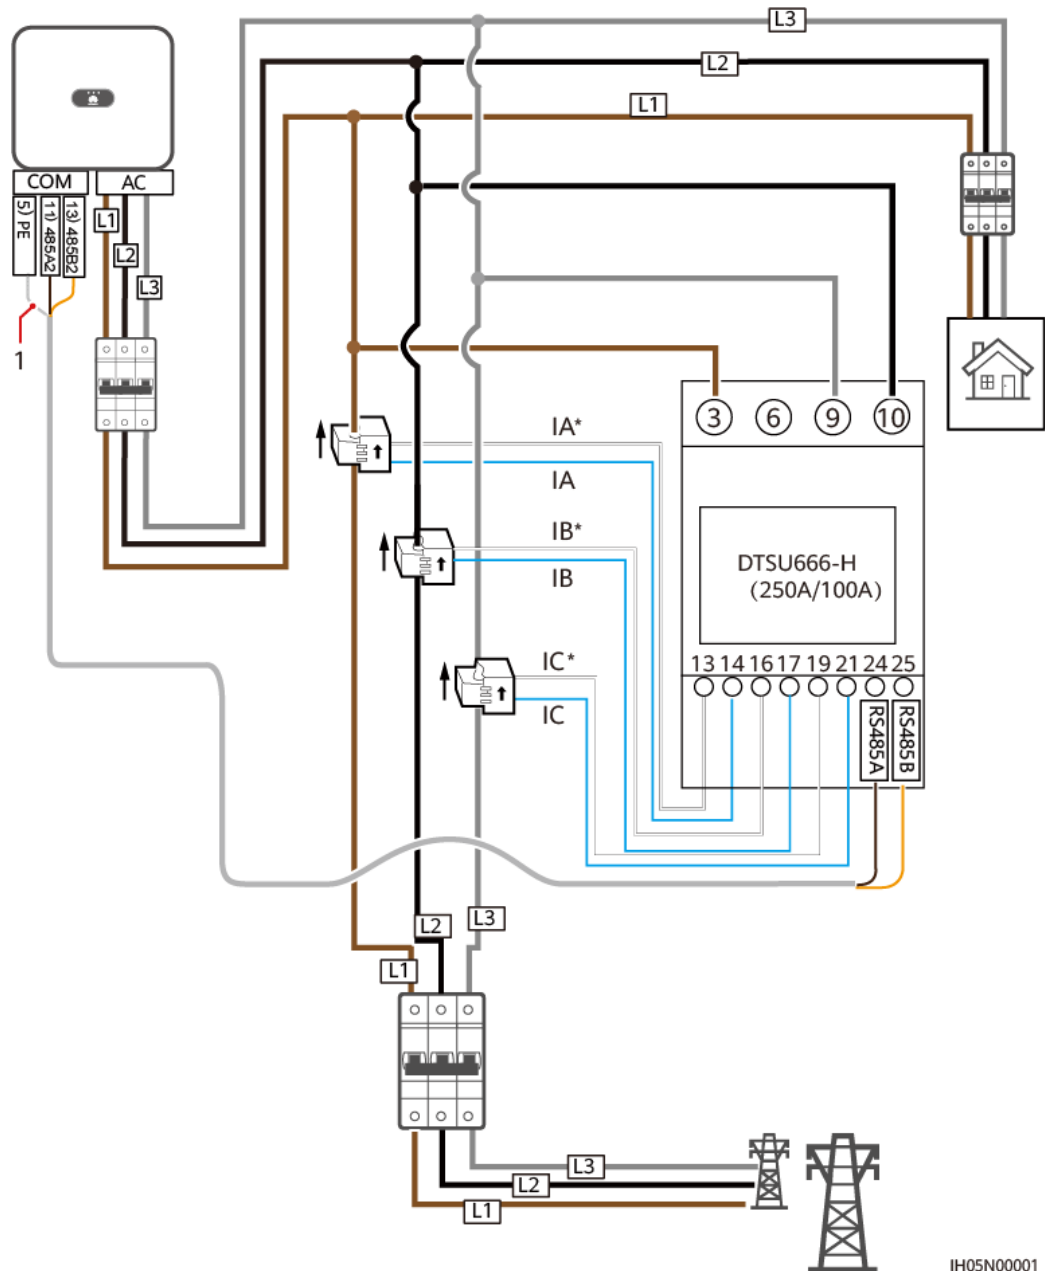 L3
L2
L1
COM
AC
5) PE
11) 485A2
13) 485B2
L1
L2
L3
1
3
6
9
10
IA*
IA
IB*
IB
DTSU666-H
(250A/100A)
IC*
IC
13 14 16 17 19 21 24 25
RS485A
RS485B
L2
L3
L1
L3
L2
L1
IH05N00001